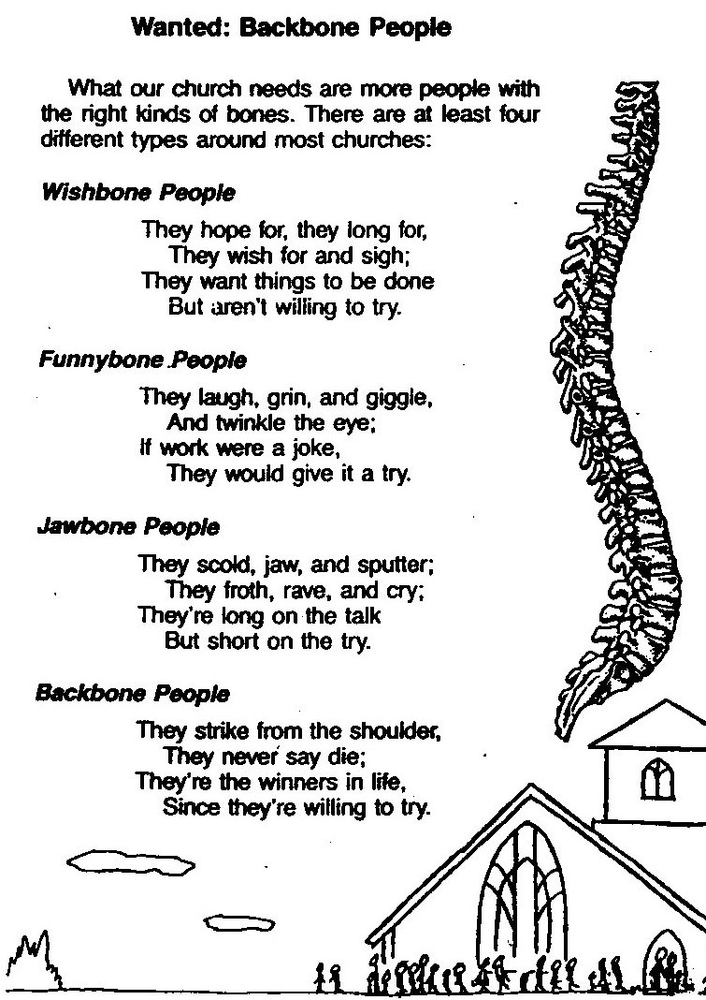 Wanted: Backbone People
What our church needs are more people with
the right kinds of bones. There are at least four
different types around most churches:
Wishbone People
They hope for, they long for,
They wish for and sigh;
They want things to be done
But aren't willing to try.
Funnybone People
They laugh, grin, and giggle,
And twinkle the eye;
If work were a joke,
They would give it a try.
Jawbone People
They scold, jaw, and sputter;
They froth, rave, and cry;
They're long on the talk
But short on the try.
Backbone People
They strike from the shoulder,
They never say die;
They're the winners in life,
Since they're willing to try.